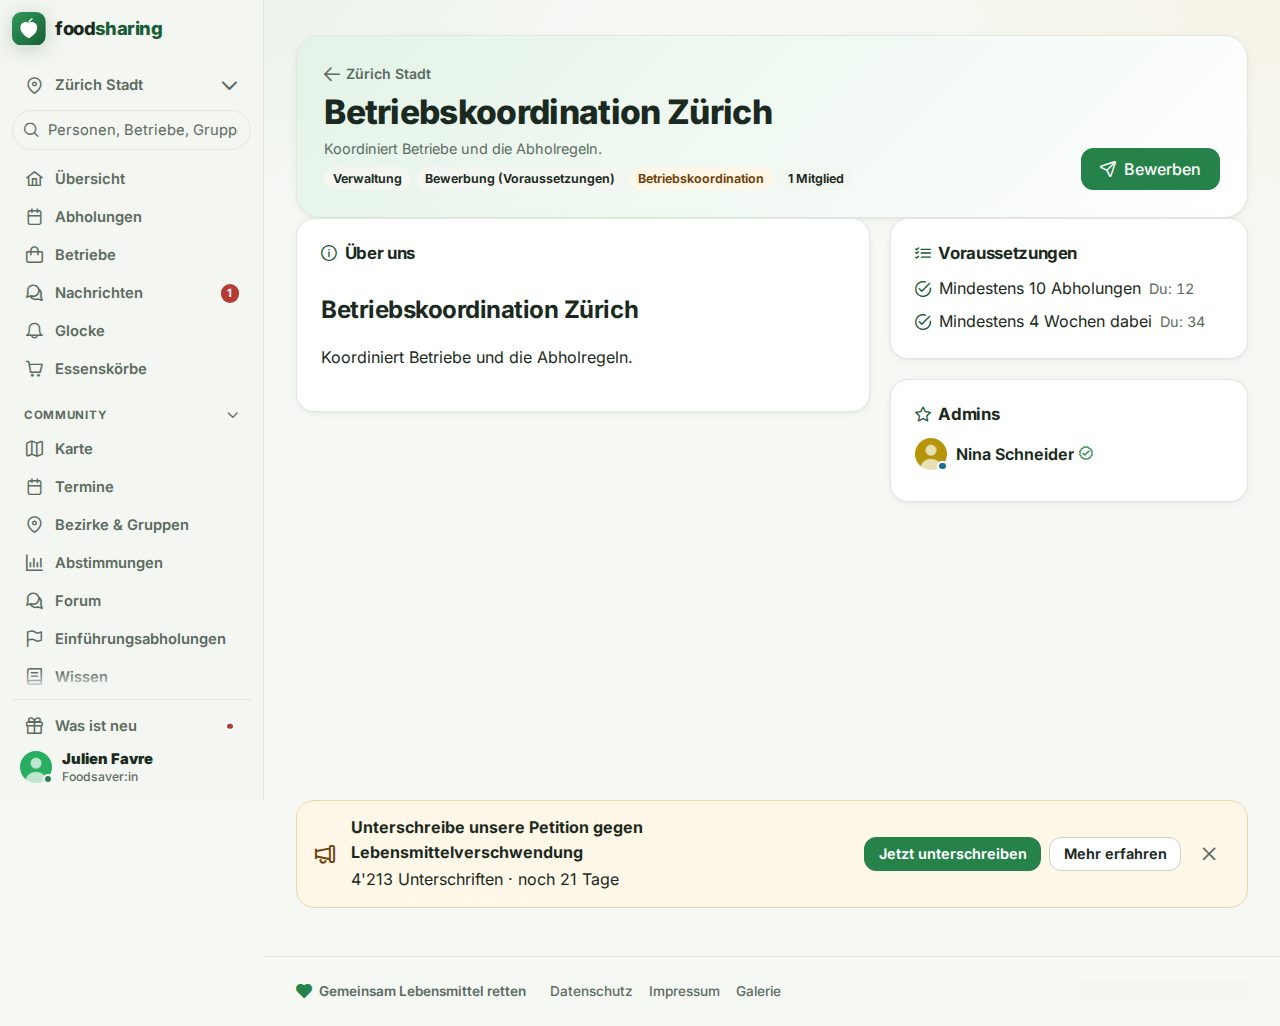 foodsharing
Zürich Stadt
Personen, Betriebe, Grupp
Übersicht
Abholungen
Betriebe
Nachrichten 1
Glocke
Essenskörbe
COMMUNITY
Karte
Termine
Bezirke & Gruppen
Abstimmungen
Forum
Einführungsabholungen
Wissen
Was ist neu
Julien Favre
Foodsaver:in
Zürich Stadt
Betriebskoordination Zürich
Koordiniert Betriebe und die Abholregeln.
Verwaltung Bewerbung (Voraussetzungen) Betriebskoordination 1 Mitglied
Bewerben
Über uns
Betriebskoordination Zürich
Koordiniert Betriebe und die Abholregeln.
Voraussetzungen
Mindestens 10 Abholungen Du: 12
Mindestens 4 Wochen dabei Du: 34
Admins
Nina Schneider
Unterschreibe unsere Petition gegen
Lebensmittelverschwendung
4'213 Unterschriften · noch 21 Tage
Jetzt unterschreiben Mehr erfahren
Gemeinsam Lebensmittel retten Datenschutz Impressum Galerie